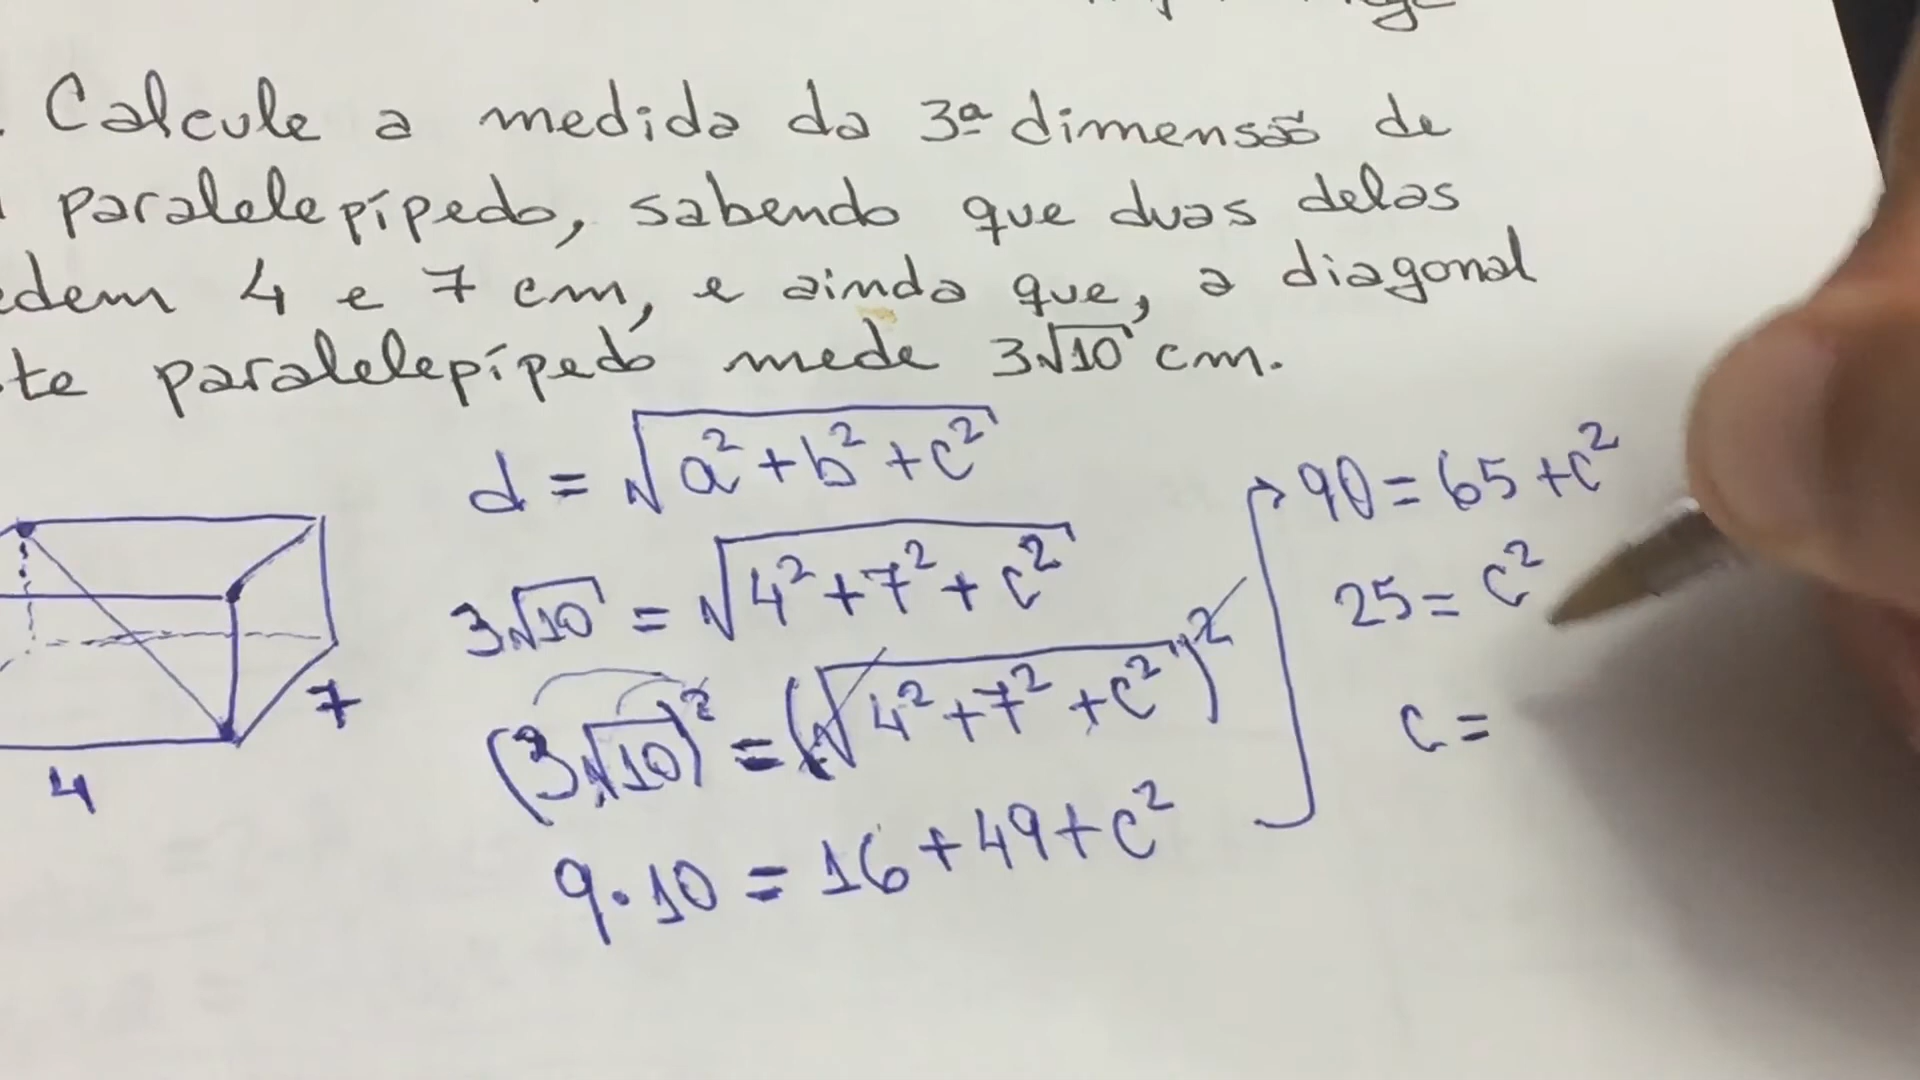 Calcule a medida da 3ª dimensão de
paralelepípedo, sabendo que duas delas
edem 4 e 7 cm, e ainda que, a diagonal
te paralelepípedo mede 3√10 cm.
d = √(a² + b² + c²)
3√10 = √(4² + 7² + c²)
(3√10)² = (√(4² + 7² + c²))²
9 · 10 = 16 + 49 + c²
90 = 65 + c²
25 = c²
c =
7
4